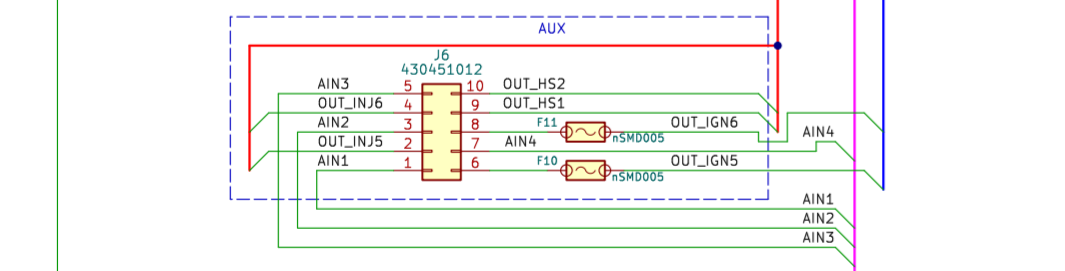 AUX
J6
430451012
AIN3 5 10 OUT_HS2
OUT_INJ6 4 9 OUT_HS1
AIN2 3 8 F11 nSMD005 OUT_IGN6
OUT_INJ5 2 7 AIN4 AIN4
AIN1 1 6 F10 nSMD005 OUT_IGN5
AIN1
AIN2
AIN3